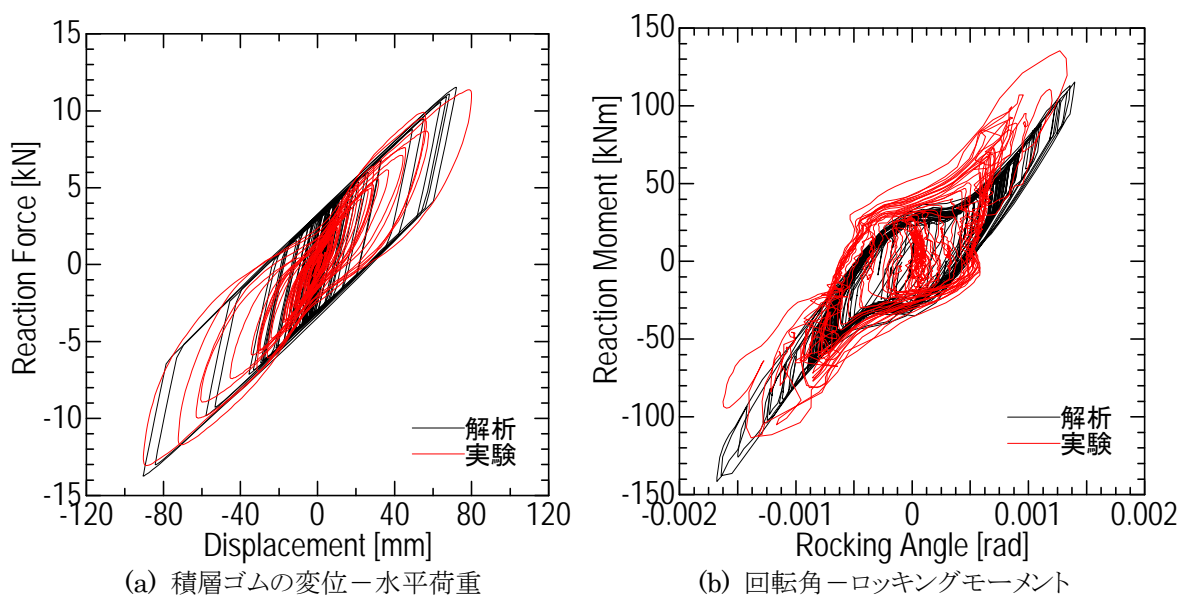 15
10
5
0
-5
-10
-15
-120
-80
-40
0
40
80
120
Reaction Force [kN]
Displacement [mm]
解析
実験
(a) 積層ゴムの変位－水平荷重
150
100
50
0
-50
-100
150
-0.002
-0.001
0
0.001
0.002
Reaction Moment [kNm]
Rocking Angle [rad]
解析
実験
(b) 回転角－ロッキングモーメント